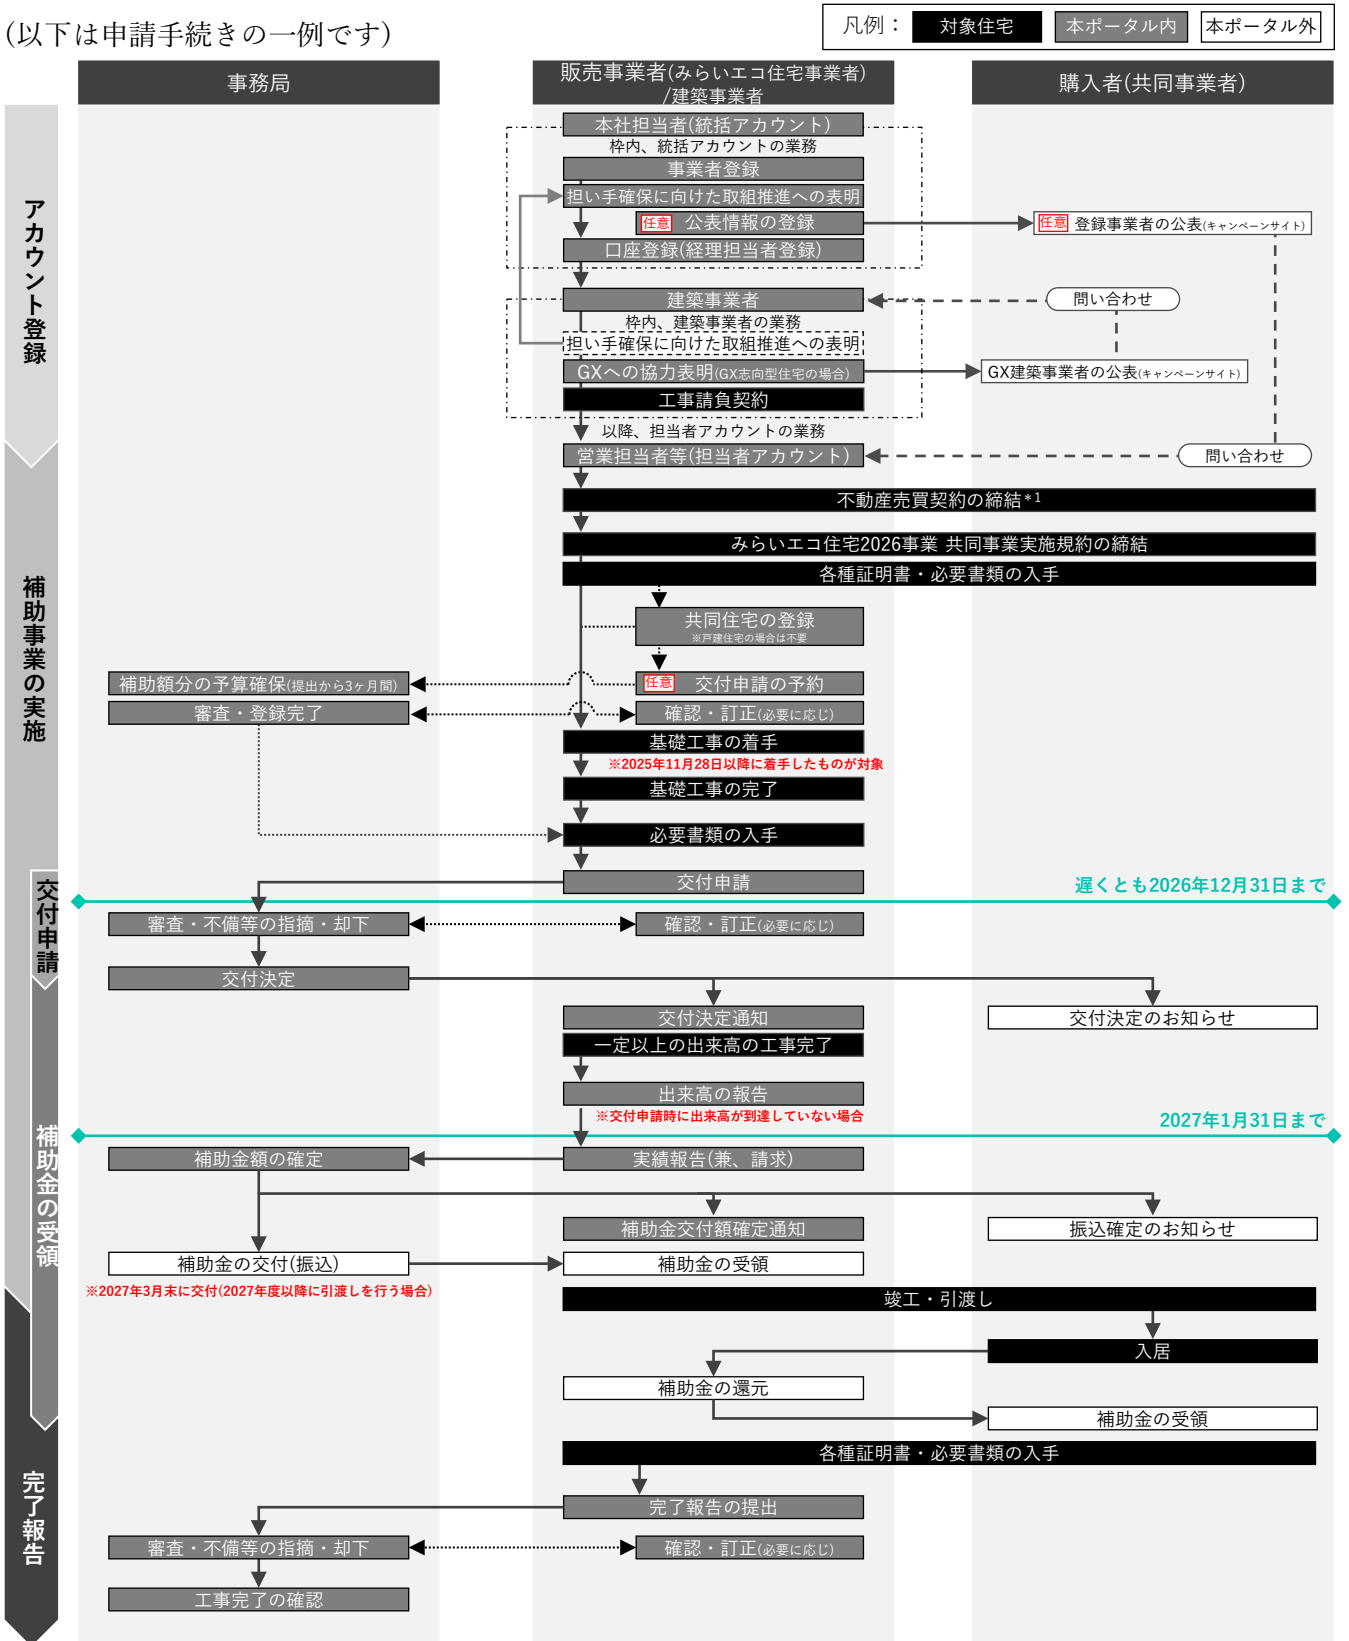 (以下は申請手続きの一例です)
凡例：
対象住宅
本ポータル内
本ポータル外
事務局
販売事業者(みらいエコ住宅事業者)
/建築事業者
購入者(共同事業者)
アカウント登録
本社担当者(統括アカウント)
枠内、統括アカウントの業務
事業者登録
担い手確保に向けた取組推進への表明
任意 公表情報の登録
任意 登録事業者の公表(キャンペーンサイト)
口座登録(経理担当者登録)
建築事業者
問い合わせ
枠内、建築事業者の業務
担い手確保に向けた取組推進への表明
GXへの協力表明(GX志向型住宅の場合)
GX建築事業者の公表(キャンペーンサイト)
工事請負契約
以降、担当者アカウントの業務
営業担当者等(担当者アカウント)
問い合わせ
補助事業の実施
不動産売買契約の締結*1
みらいエコ住宅2026事業 共同事業実施規約の締結
各種証明書・必要書類の入手
共同住宅の登録
※戸建住宅の場合は不要
補助額分の予算確保(提出から3ヶ月間)
任意 交付申請の予約
審査・登録完了
確認・訂正(必要に応じ)
基礎工事の着手
※2025年11月28日以降に着手したものが対象
基礎工事の完了
必要書類の入手
交付申請
交付申請
遅くとも2026年12月31日まで
審査・不備等の指摘・却下
確認・訂正(必要に応じ)
交付決定
交付決定通知
交付決定のお知らせ
一定以上の出来高の工事完了
出来高の報告
※交付申請時に出来高が到達していない場合
2027年1月31日まで
補助金の受領
補助金額の確定
実績報告(兼、請求)
補助金交付額確定通知
振込確定のお知らせ
補助金の交付(振込)
補助金の受領
※2027年3月末に交付(2027年度以降に引渡しを行う場合)
竣工・引渡し
入居
補助金の還元
補助金の受領
完了報告
各種証明書・必要書類の入手
完了報告の提出
審査・不備等の指摘・却下
確認・訂正(必要に応じ)
工事完了の確認